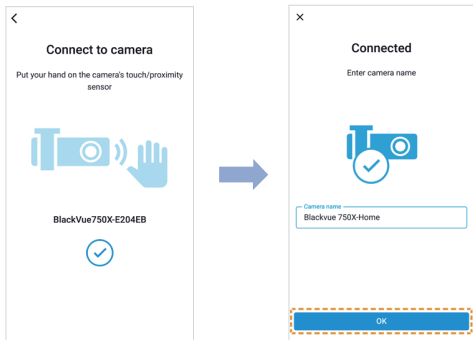 Connect to camera
Put your hand on the camera's touch/proximity
sensor
BlackVue750X-E204EB
Connected
Enter camera name
Camera name
Blackvue 750X-Home
OK